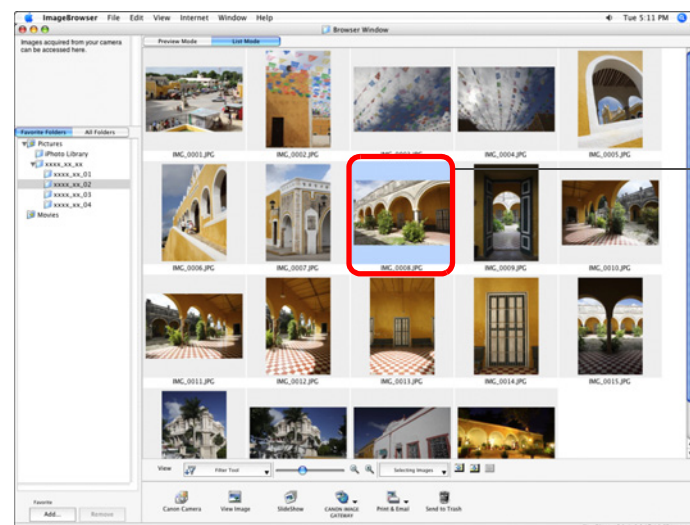 ImageBrowser File Edit View Internet Window Help
Tue 5:11 PM
Browser Window
Images acquired from your camera
can be accessed here.
Preview Mode List Mode
IMG_0001.JPG IMG_0002.JPG IMG_0003.JPG IMG_0004.JPG IMG_0005.JPG
Favorite Folders All Folders
Pictures
iPhoto Library
xxxx_xx_xx
xxxx_xx_01
xxxx_xx_02
xxxx_xx_03
xxxx_xx_04
Movies
IMG_0006.JPG IMG_0007.JPG IMG_0008.JPG IMG_0009.JPG IMG_0010.JPG
IMG_0011.JPG IMG_0012.JPG IMG_0013.JPG IMG_0014.JPG IMG_0015.JPG
View Filter Tool Selecting Images
Favorite
Add... Remove
Canon Camera View Image SlideShow CANON iMAGE GATEWAY Print & Email Send to Trash